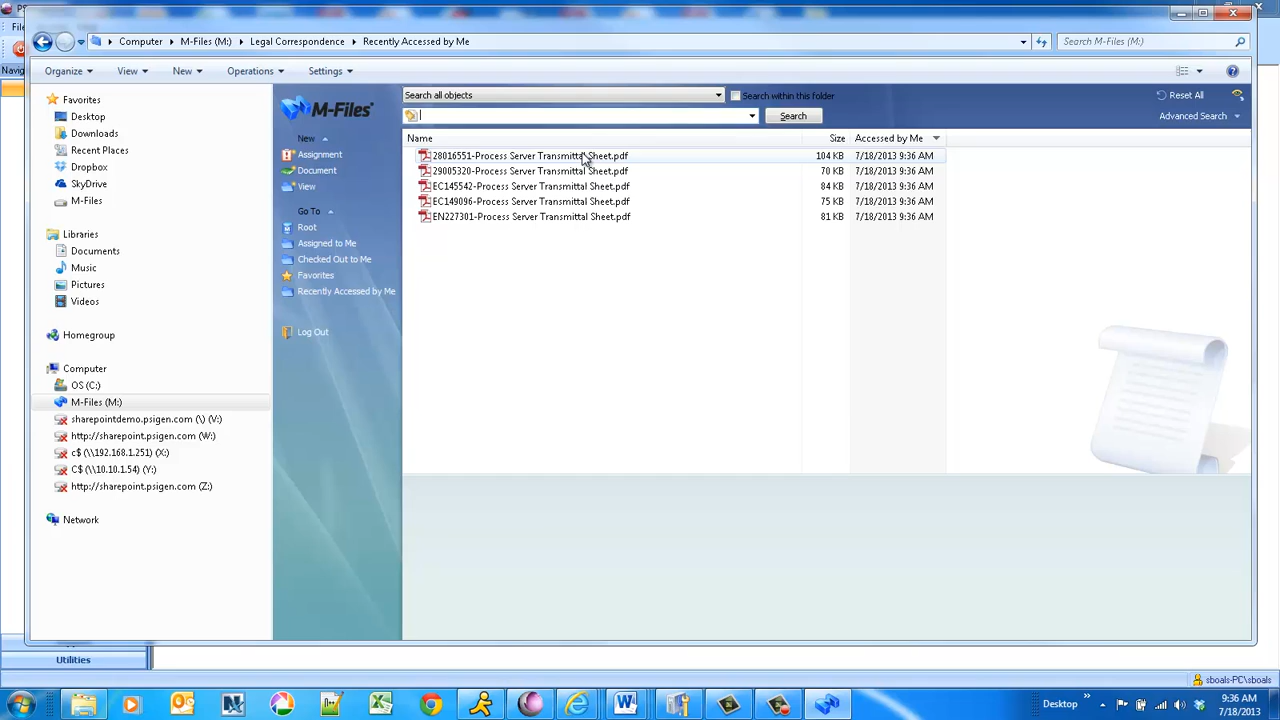 Computer ▸ M-Files (M:) ▸ Legal Correspondence ▸ Recently Accessed by Me
Search M-Files (M:)
Organize View New Operations Settings
Favorites
Desktop
Downloads
Recent Places
Dropbox
SkyDrive
M-Files
Libraries
Documents
Music
Pictures
Videos
Homegroup
Computer
OS (C:)
M-Files (M:)
sharepointdemo.psigen.com (\) (V:)
http://sharepoint.psigen.com (W:)
c$ (\\192.168.1.251) (X:)
C$ (\\10.10.1.54) (Y:)
http://sharepoint.psigen.com (Z:)
Network
M-Files
New
Assignment
Document
View
Go To
Root
Assigned to Me
Checked Out to Me
Favorites
Recently Accessed by Me
Log Out
Search all objects
Search within this folder
Reset All
Search
Advanced Search
Name Size Accessed by Me
28016551-Process Server Transmittal Sheet.pdf 104 KB 7/18/2013 9:36 AM
29005320-Process Server Transmittal Sheet.pdf 70 KB 7/18/2013 9:36 AM
EC145542-Process Server Transmittal Sheet.pdf 84 KB 7/18/2013 9:36 AM
EC149096-Process Server Transmittal Sheet.pdf 75 KB 7/18/2013 9:36 AM
EN227301-Process Server Transmittal Sheet.pdf 81 KB 7/18/2013 9:36 AM
Utilities
sboals-PC\sboals
Desktop
9:36 AM
7/18/2013